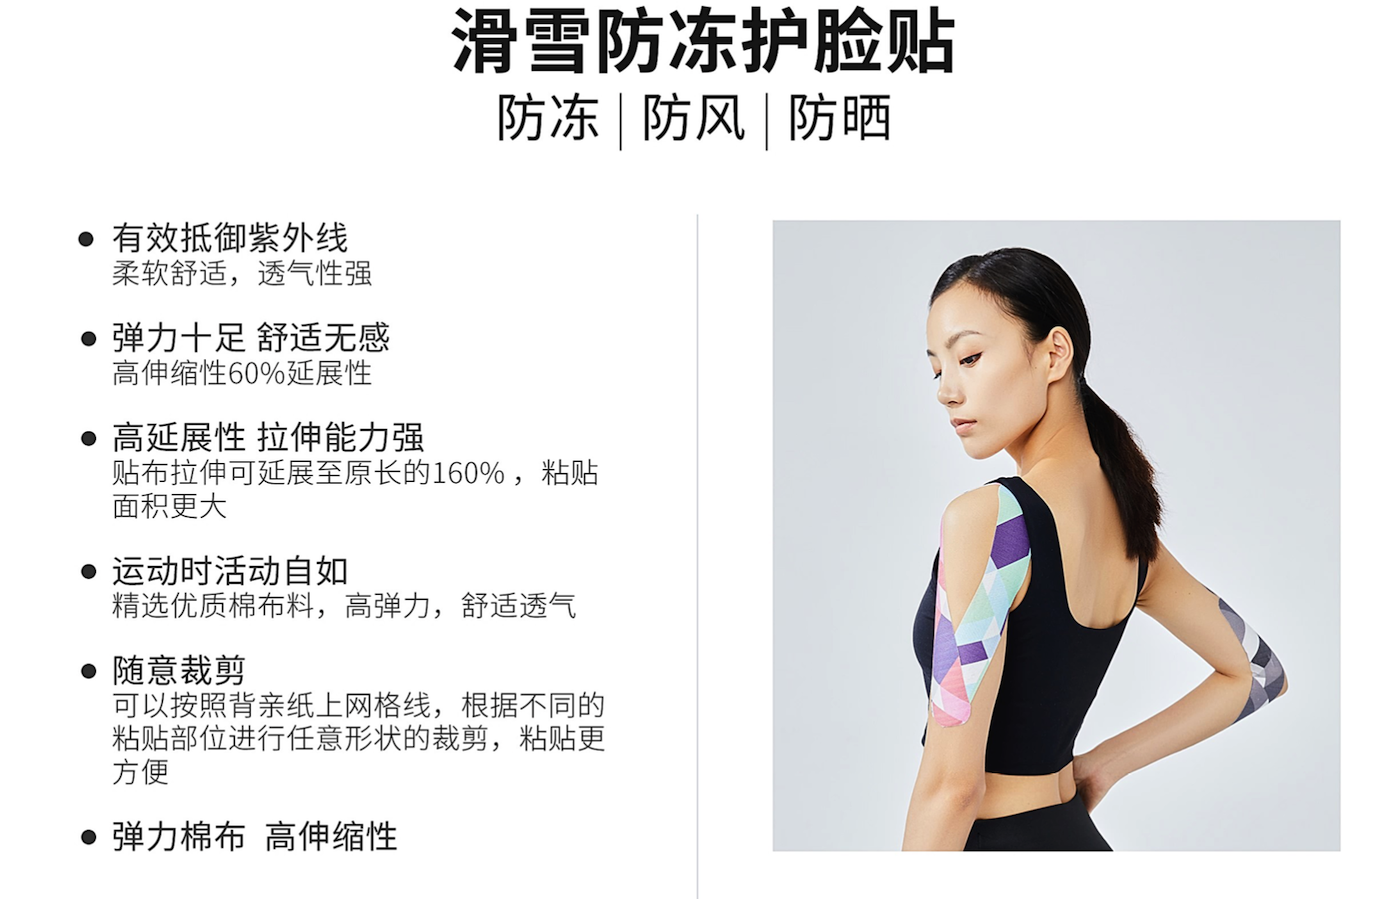 滑雪防冻护脸贴
防冻 | 防风 | 防晒
● 有效抵御紫外线
柔软舒适，透气性强
● 弹力十足 舒适无感
高伸缩性60%延展性
● 高延展性 拉伸能力强
贴布拉伸可延展至原长的160%，粘贴
面积更大
● 运动时活动自如
精选优质棉布料，高弹力，舒适透气
● 随意裁剪
可以按照背亲纸上网格线，根据不同的
粘贴部位进行任意形状的裁剪，粘贴更
方便
● 弹力棉布 高伸缩性